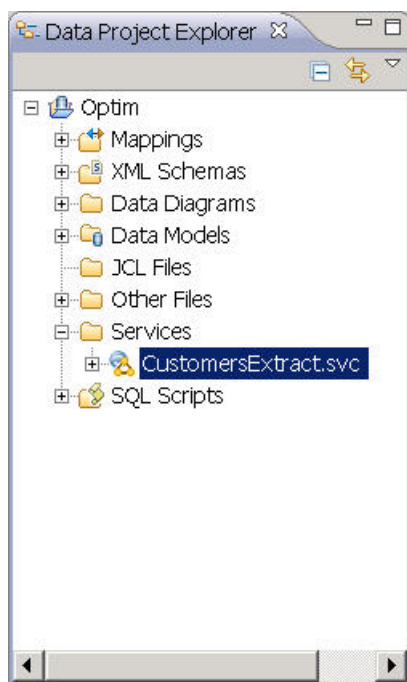 Data Project Explorer
Optim
Mappings
XML Schemas
Data Diagrams
Data Models
JCL Files
Other Files
Services
CustomersExtract.svc
SQL Scripts